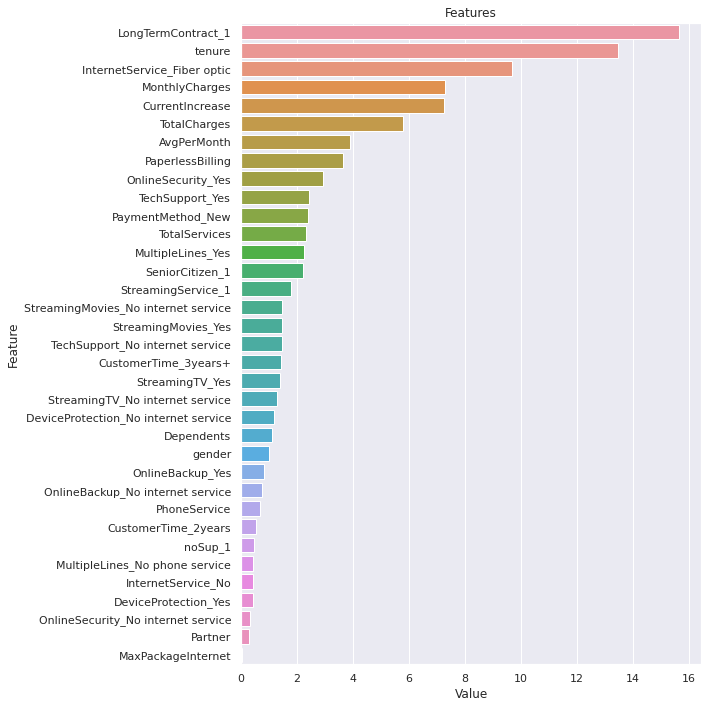 Features
LongTermContract_1
tenure
InternetService_Fiber optic
MonthlyCharges
CurrentIncrease
TotalCharges
AvgPerMonth
PaperlessBilling
OnlineSecurity_Yes
TechSupport_Yes
PaymentMethod_New
TotalServices
MultipleLines_Yes
SeniorCitizen_1
StreamingService_1
StreamingMovies_No internet service
StreamingMovies_Yes
TechSupport_No internet service
CustomerTime_3years+
StreamingTV_Yes
StreamingTV_No internet service
DeviceProtection_No internet service
Dependents
gender
OnlineBackup_Yes
OnlineBackup_No internet service
PhoneService
CustomerTime_2years
noSup_1
MultipleLines_No phone service
InternetService_No
DeviceProtection_Yes
OnlineSecurity_No internet service
Partner
MaxPackageInternet
Feature
0 2 4 6 8 10 12 14 16
Value